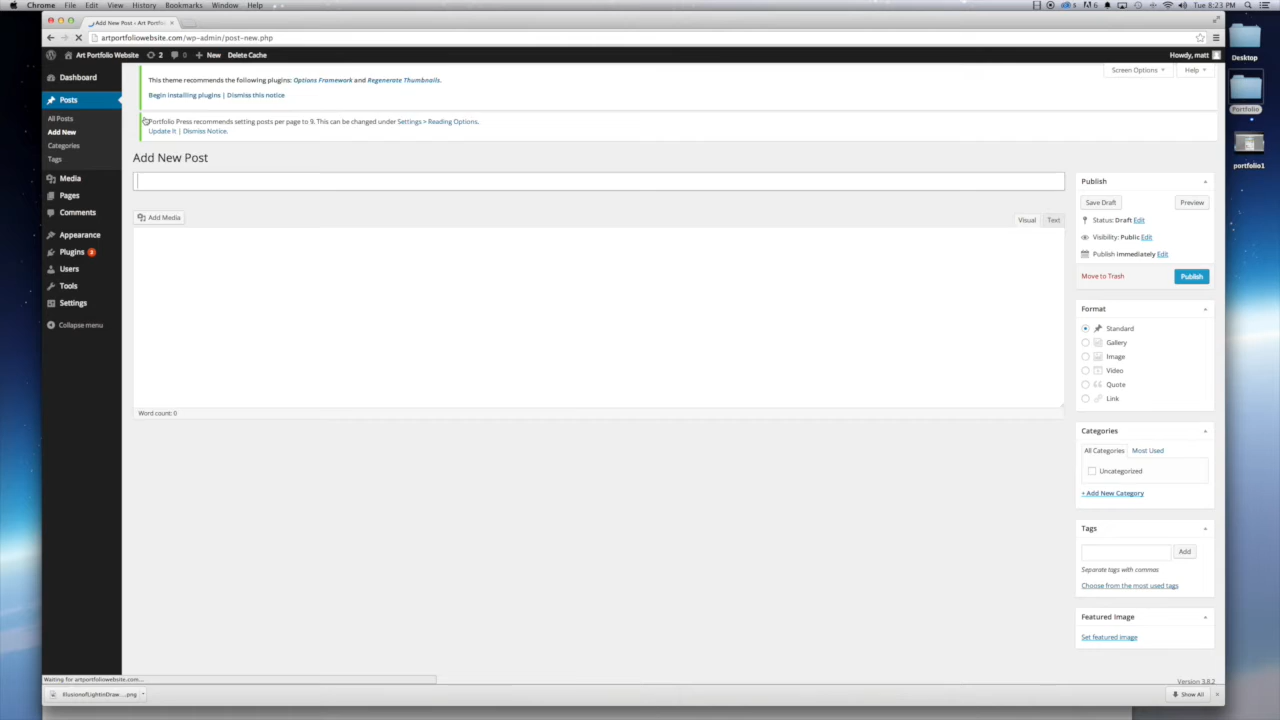 Chrome File Edit View History Bookmarks Window Help
5 6 Tue 8:23 PM
Add New Post ‹ Art Portfol
artportfoliowebsite.com/wp-admin/post-new.php
Art Portfolio Website 2 0 New Delete Cache Howdy, matt
Screen Options Help
This theme recommends the following plugins: Options Framework and Regenerate Thumbnails.
Begin installing plugins | Dismiss this notice
Portfolio Press recommends setting posts per page to 9. This can be changed under Settings > Reading Options.
Update It | Dismiss Notice.
Dashboard
Posts
All Posts
Add New
Categories
Tags
Media
Pages
Comments
Appearance
Plugins 2
Users
Tools
Settings
Collapse menu
Add New Post
Add Media
Visual Text
Word count: 0
Publish
Save Draft Preview
Status: Draft Edit
Visibility: Public Edit
Publish immediately Edit
Move to Trash Publish
Format
Standard
Gallery
Image
Video
Quote
Link
Categories
All Categories Most Used
Uncategorized
+ Add New Category
Tags
Add
Separate tags with commas
Choose from the most used tags
Featured Image
Set featured image
Version 3.8.2
Waiting for artportfoliowebsite.com...
IllusionofLightinDraw....png
Show All
Desktop
Portfolio
portfolio1